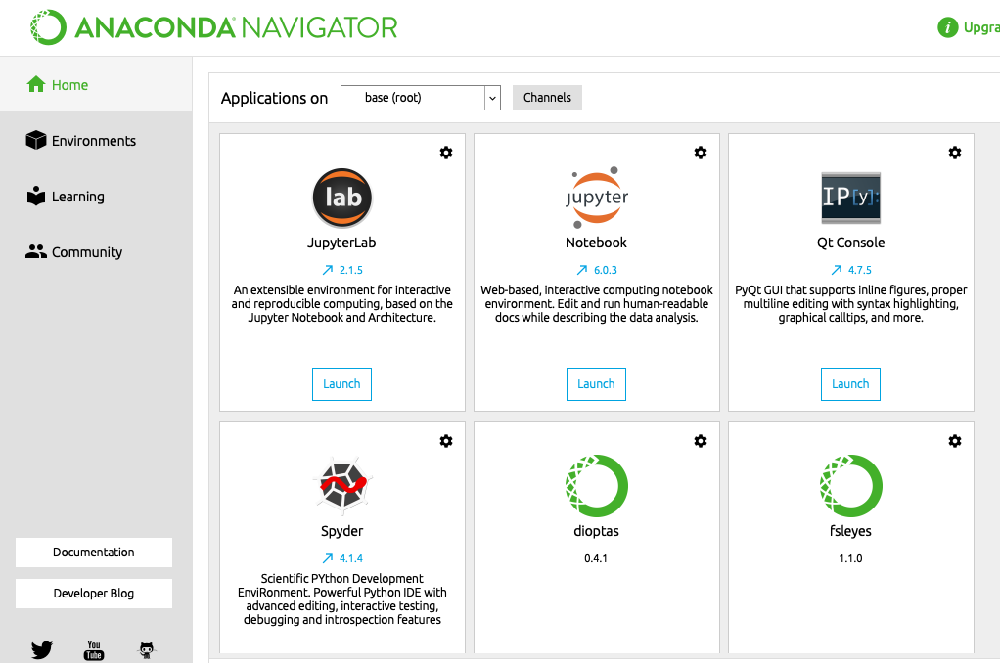 ANACONDA NAVIGATOR
Upgra
Home
Environments
Learning
Community
Documentation
Developer Blog
You
Tube
Applications on base (root) Channels
lab
JupyterLab
2.1.5
An extensible environment for interactive
and reproducible computing, based on the
Jupyter Notebook and Architecture.
Launch
jupyter
Notebook
6.0.3
Web-based, interactive computing notebook
environment. Edit and run human-readable
docs while describing the data analysis.
Launch
IP[y]:
Qt Console
4.7.5
PyQt GUI that supports inline figures, proper
multiline editing with syntax highlighting,
graphical calltips, and more.
Launch
Spyder
4.1.4
Scientific PYthon Development
EnviRonment. Powerful Python IDE with
advanced editing, interactive testing,
debugging and introspection features
dioptas
0.4.1
fsleyes
1.1.0